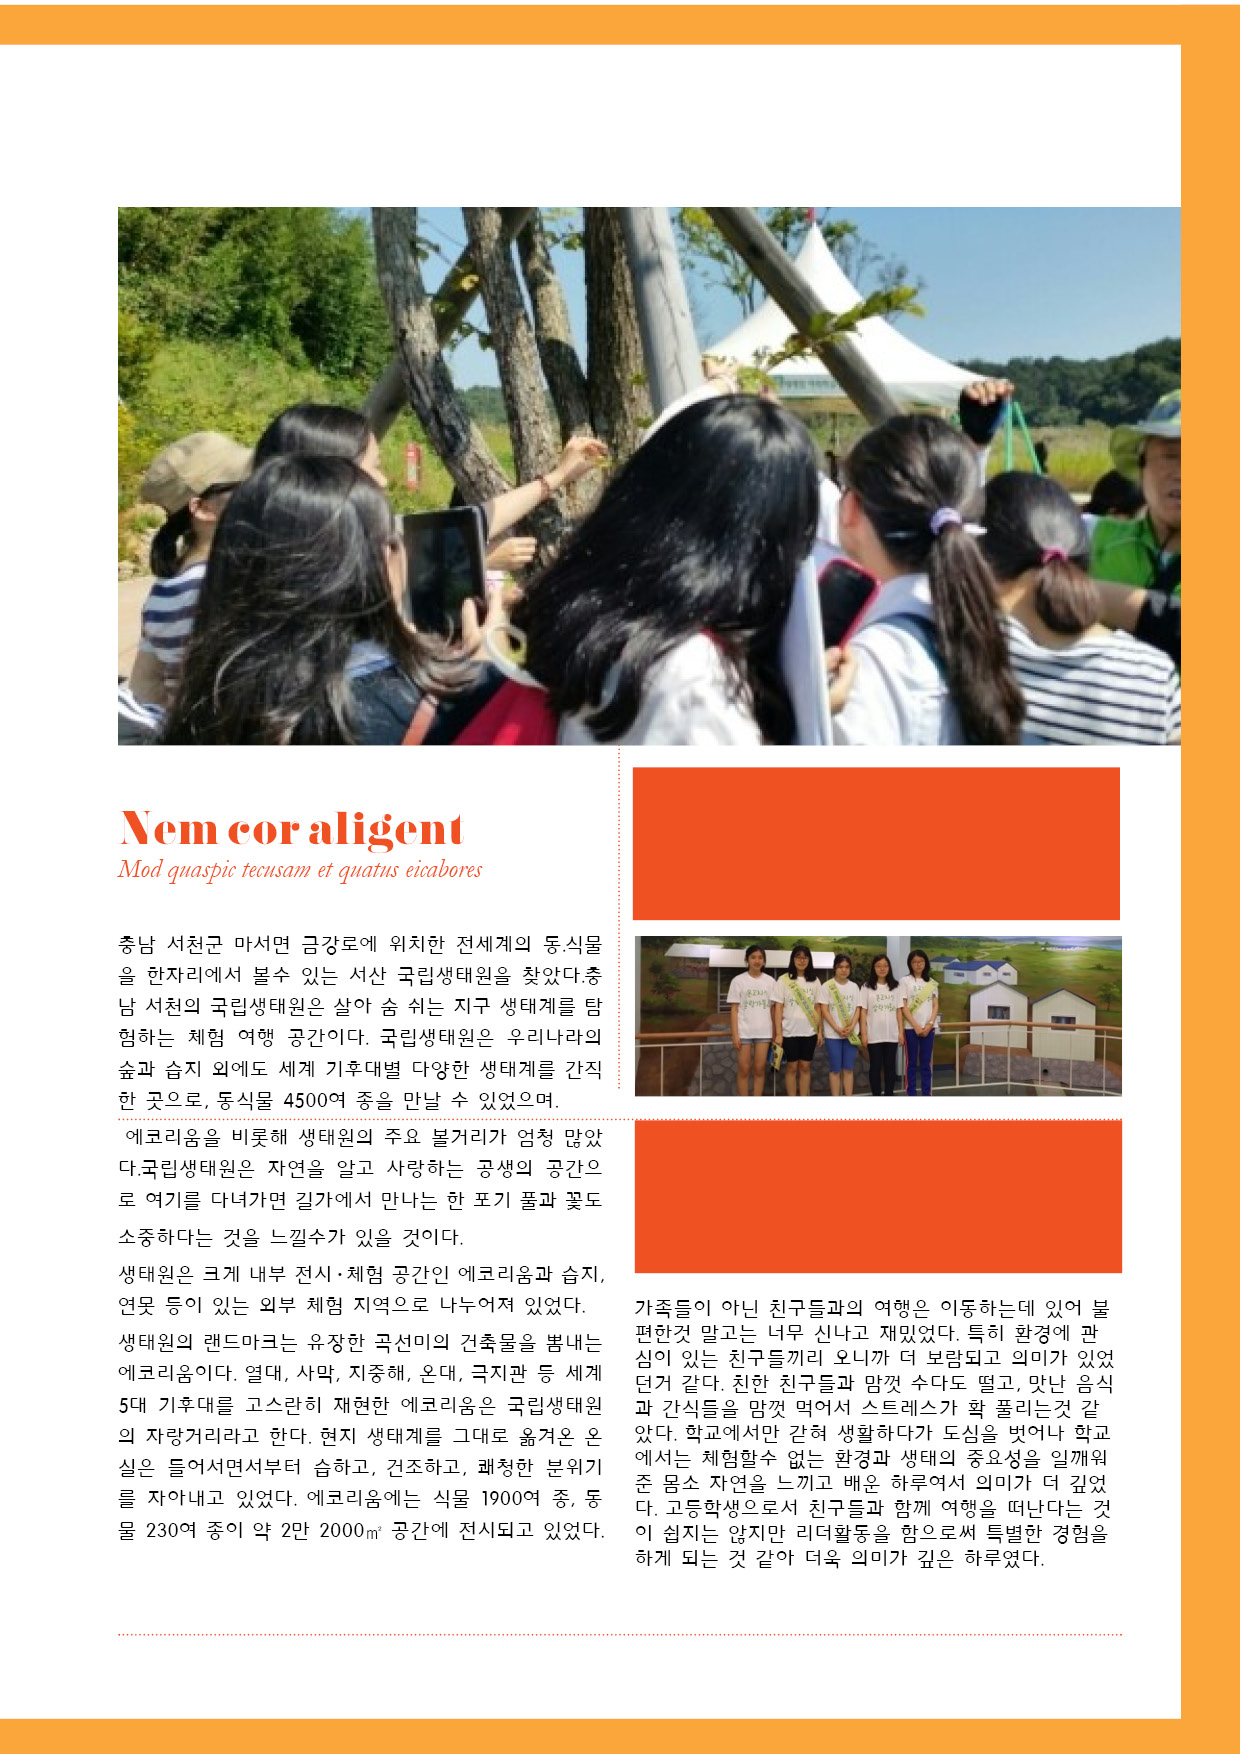 Nem cor aligent
Mod quaspic tecusam et quatus eicabores
충남 서천군 마서면 금강로에 위치한 전세계의 동.식물
을 한자리에서 볼수 있는 서산 국립생태원을 찾았다.충
남 서천의 국립생태원은 살아 숨 쉬는 지구 생태계를 탐
험하는 체험 여행 공간이다. 국립생태원은 우리나라의
숲과 습지 외에도 세계 기후대별 다양한 생태계를 간직
한 곳으로, 동식물 4500여 종을 만날 수 있었으며.
에코리움을 비롯해 생태원의 주요 볼거리가 엄청 많았
다.국립생태원은 자연을 알고 사랑하는 공생의 공간으
로 여기를 다녀가면 길가에서 만나는 한 포기 풀과 꽃도
소중하다는 것을 느낄수가 있을 것이다.
생태원은 크게 내부 전시·체험 공간인 에코리움과 습지,
연못 등이 있는 외부 체험 지역으로 나누어져 있었다.
생태원의 랜드마크는 유장한 곡선미의 건축물을 뽐내는
에코리움이다. 열대, 사막, 지중해, 온대, 극지관 등 세계
5대 기후대를 고스란히 재현한 에코리움은 국립생태원
의 자랑거리라고 한다. 현지 생태계를 그대로 옮겨온 온
실은 들어서면서부터 습하고, 건조하고, 쾌청한 분위기
를 자아내고 있었다. 에코리움에는 식물 1900여 종, 동
물 230여 종이 약 2만 2000㎡ 공간에 전시되고 있었다.
가족들이 아닌 친구들과의 여행은 이동하는데 있어 불
편한것 말고는 너무 신나고 재밌었다. 특히 환경에 관
심이 있는 친구들끼리 오니까 더 보람되고 의미가 있었
던거 같다. 친한 친구들과 맘껏 수다도 떨고, 맛난 음식
과 간식들을 맘껏 먹어서 스트레스가 확 풀리는것 같
았다. 학교에서만 갇혀 생활하다가 도심을 벗어나 학교
에서는 체험할수 없는 환경과 생태의 중요성을 일깨워
준 몸소 자연을 느끼고 배운 하루여서 의미가 더 깊었
다. 고등학생으로서 친구들과 함께 여행을 떠난다는 것
이 쉽지는 않지만 리더활동을 함으로써 특별한 경험을
하게 되는 것 같아 더욱 의미가 깊은 하루였다.